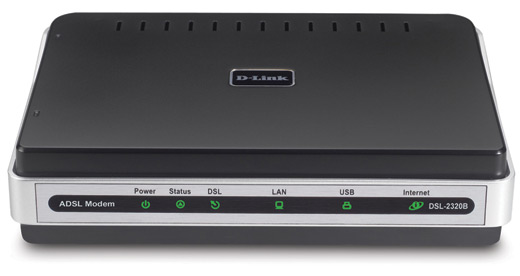 D-Link
Power Status DSL LAN USB Internet
ADSL Modem DSL-2320B